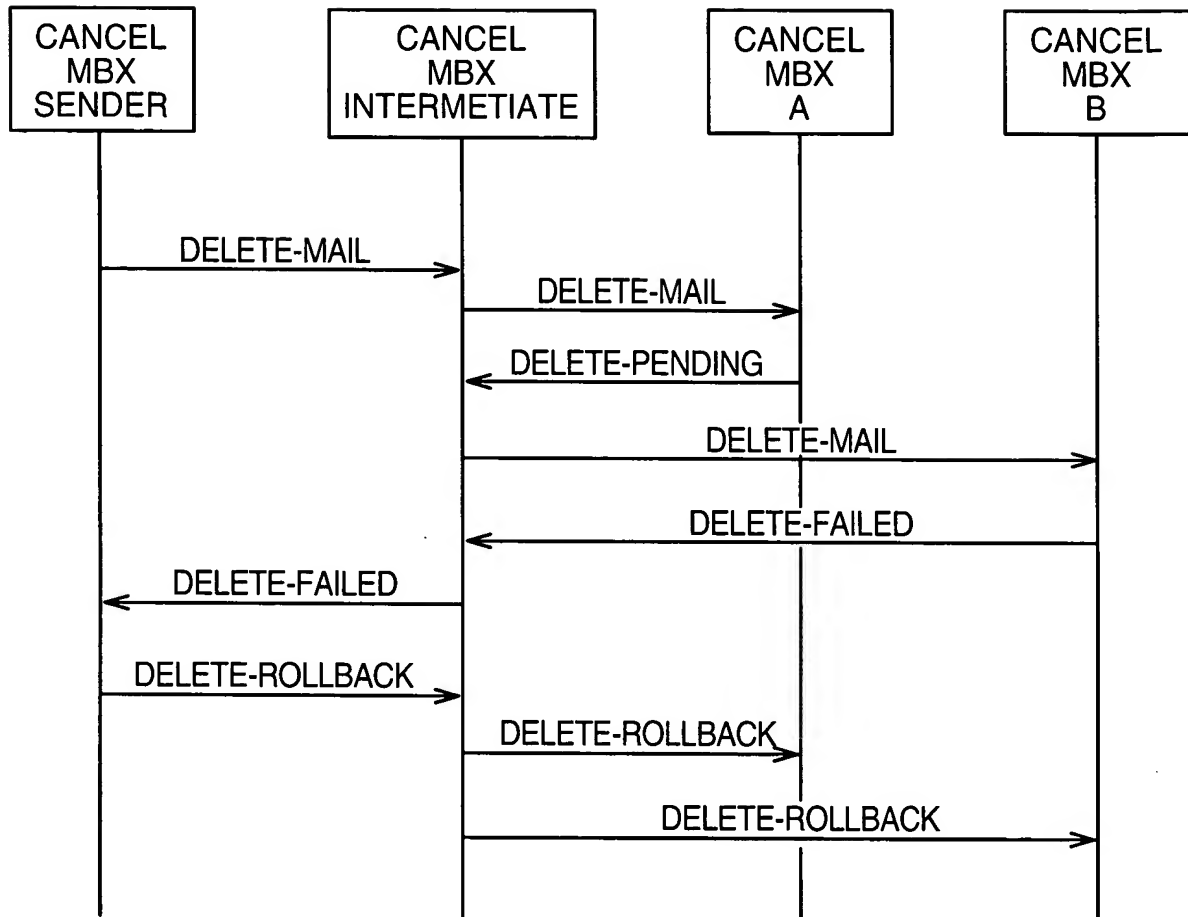 CANCEL
MBX
SENDER
CANCEL
MBX
INTERMETIATE
CANCEL
MBX
A
CANCEL
MBX
B
DELETE-MAIL
DELETE-MAIL
DELETE-PENDING
DELETE-MAIL
DELETE-FAILED
DELETE-FAILED
DELETE-ROLLBACK
DELETE-ROLLBACK
DELETE-ROLLBACK